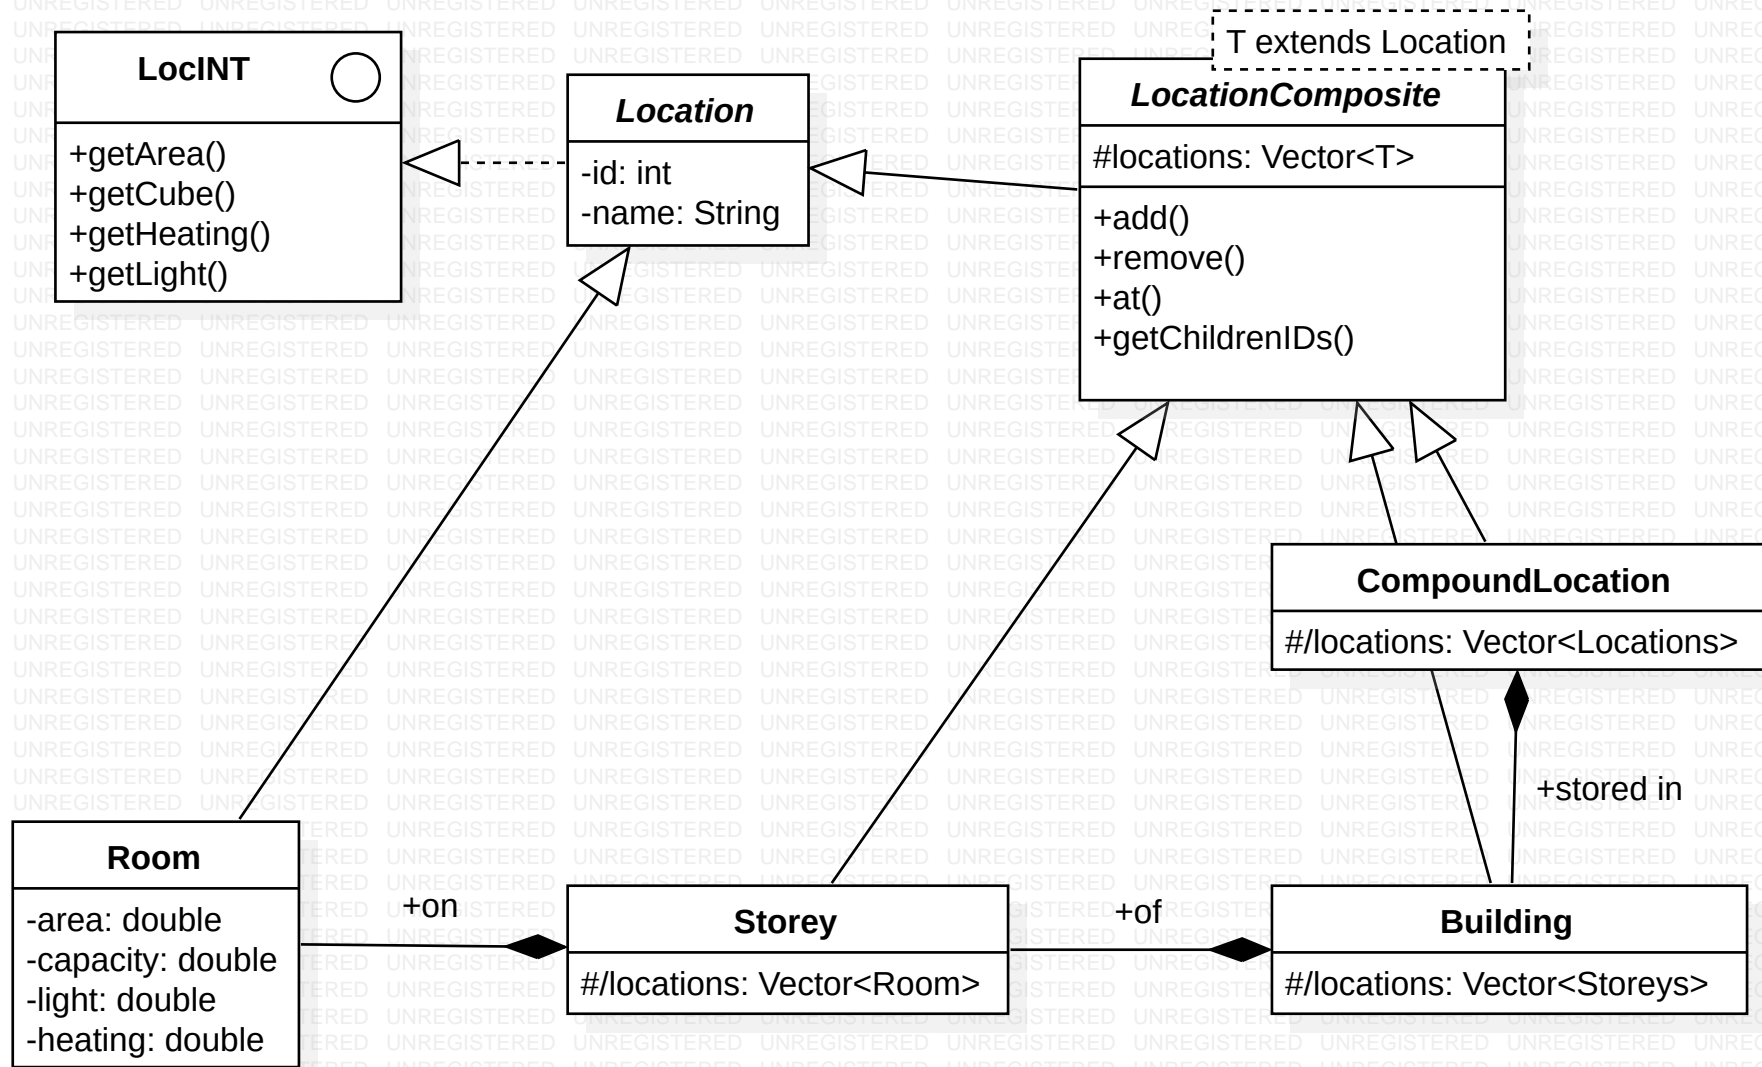 LocINT
+getArea()
+getCube()
+getHeating()
+getLight()
Location
-id: int
-name: String
T extends Location
LocationComposite
#locations: Vector<T>
+add()
+remove()
+at()
+getChildrenIDs()
CompoundLocation
#/locations: Vector<Locations>
+stored in
Room
-area: double
-capacity: double
-light: double
-heating: double
+on
Storey
#/locations: Vector<Room>
+of
Building
#/locations: Vector<Storeys>
UNREGISTERED